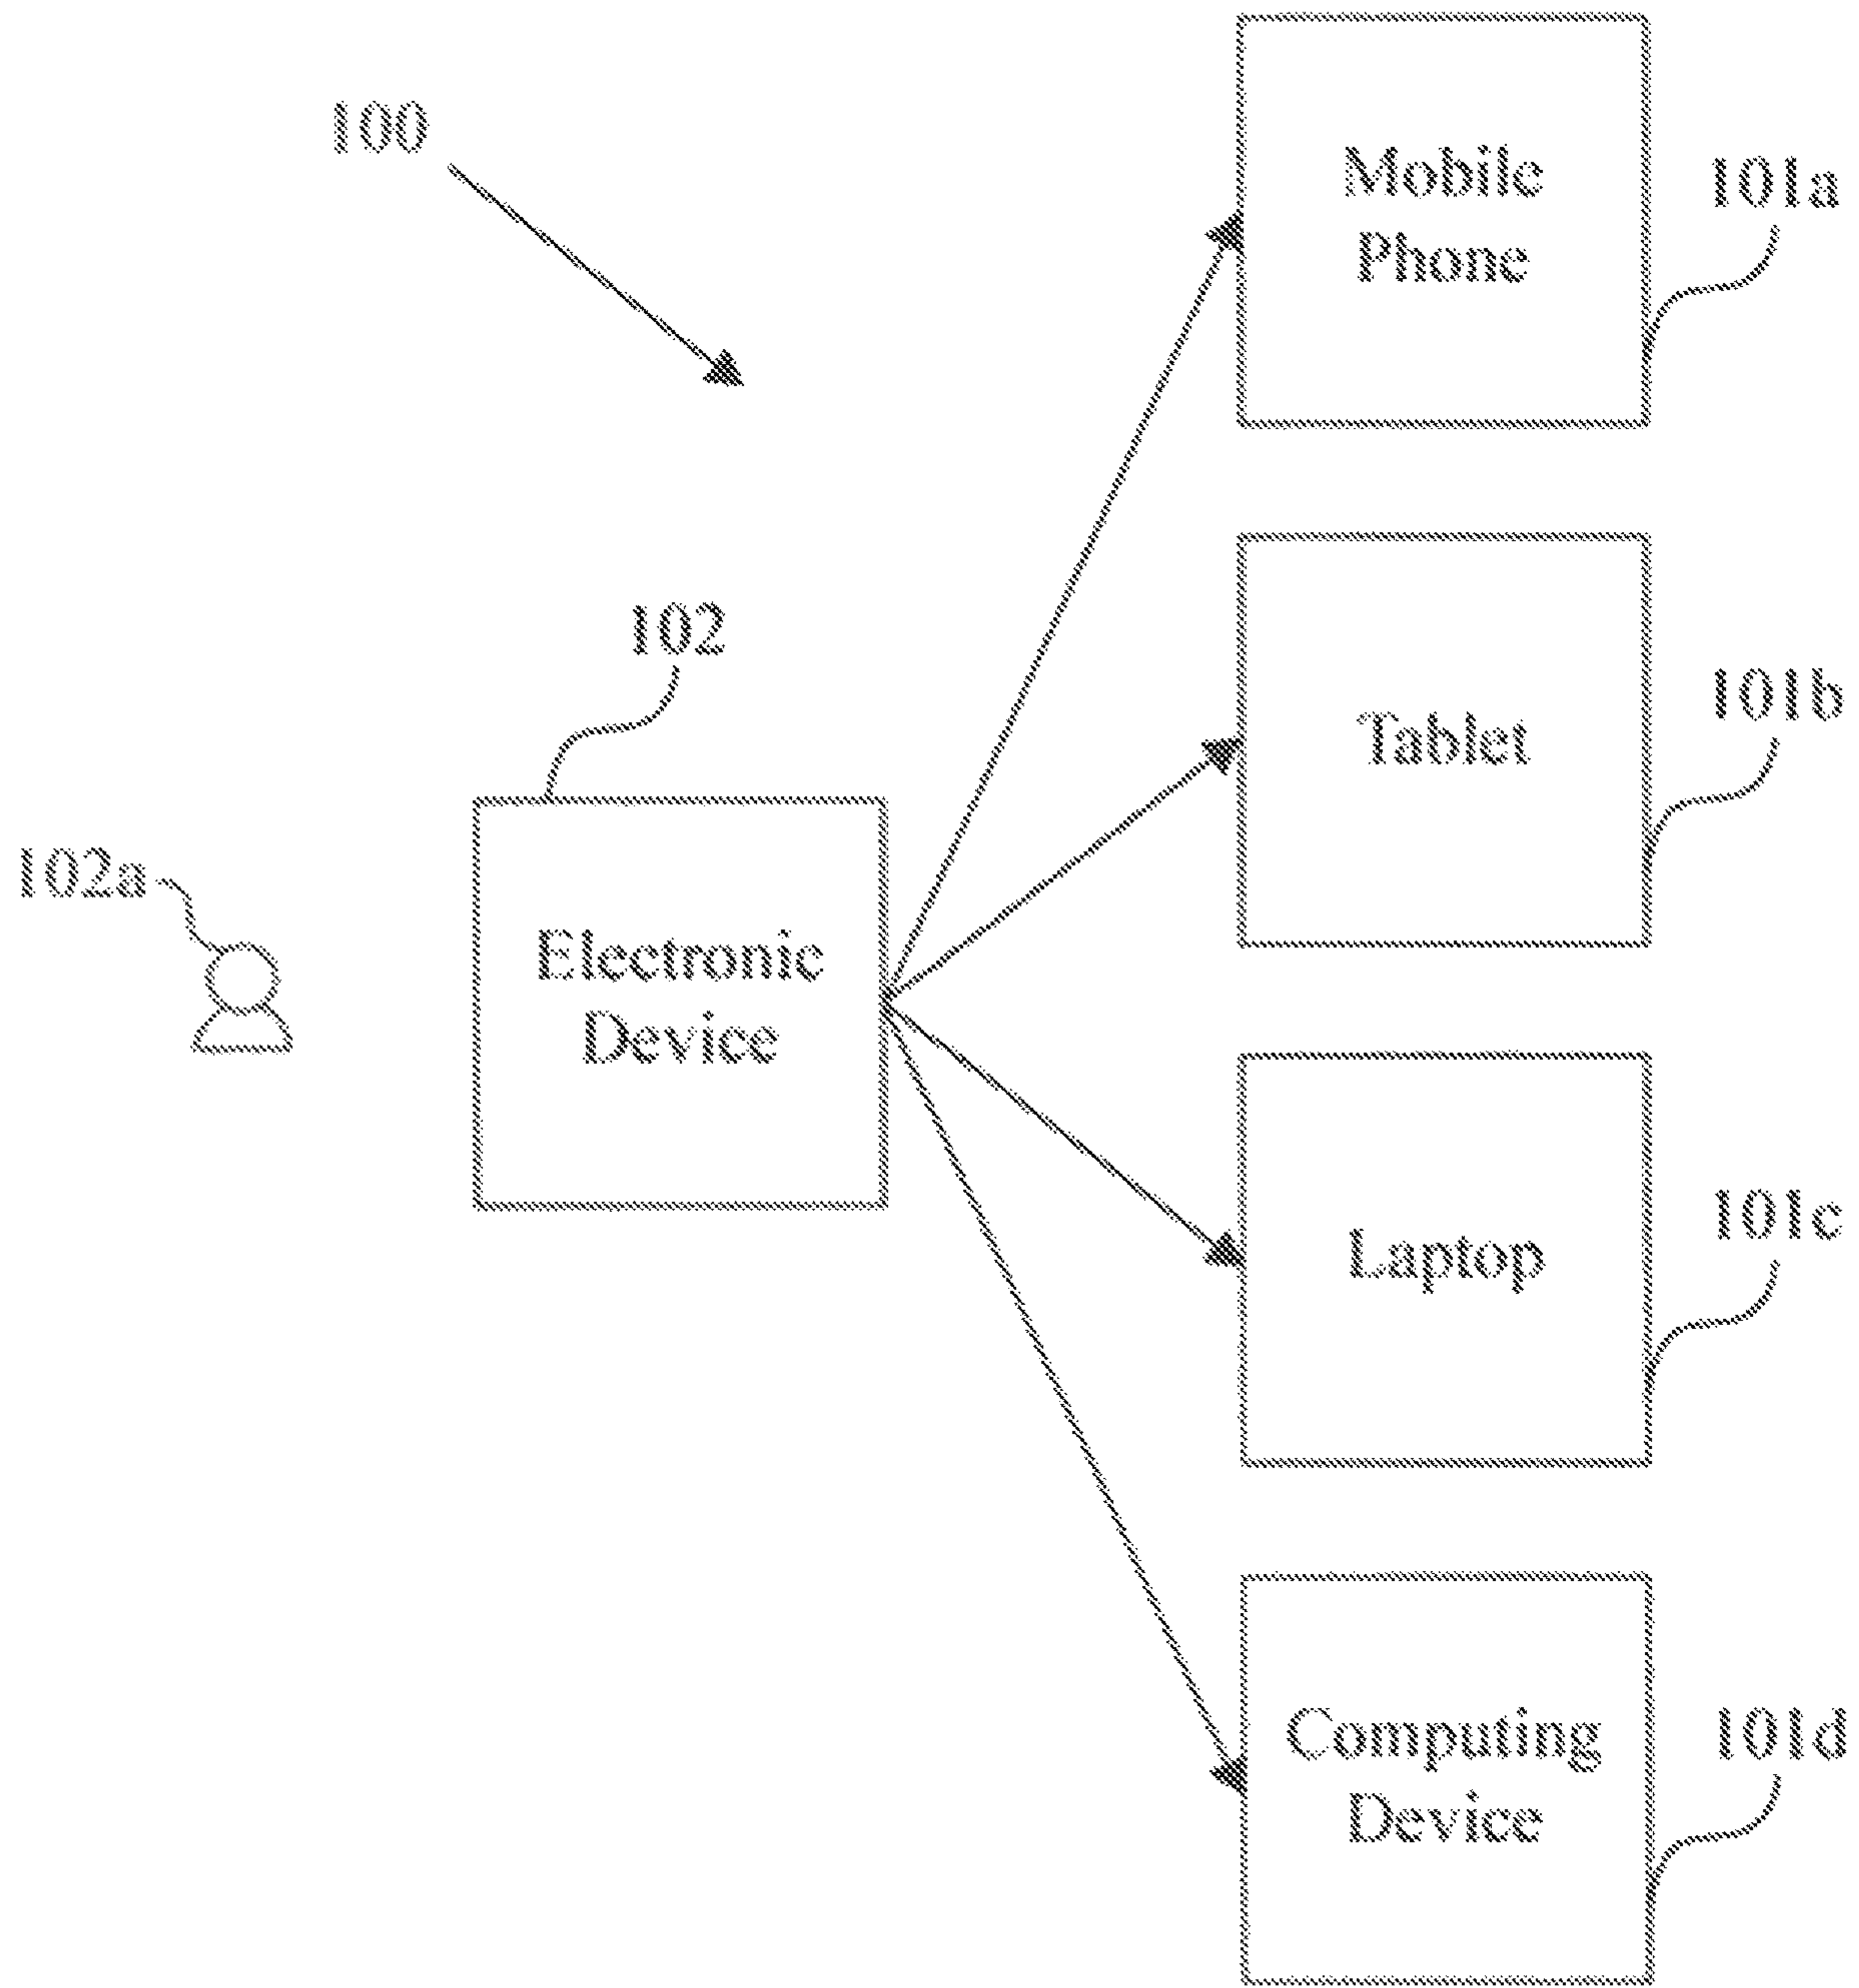 100
Mobile
Phone
101a
102
Tablet
101b
102a
Electronic
Device
Laptop
101c
Computing
Device
101d